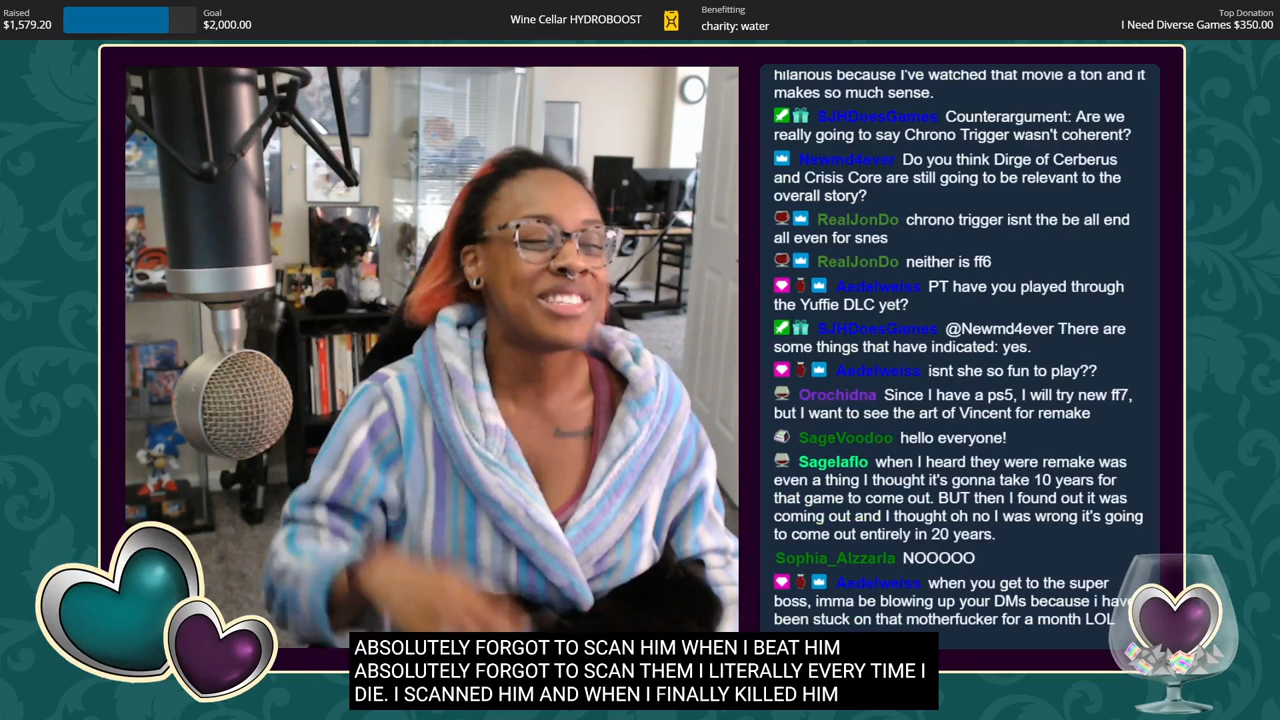 Raised
$1,579.20
Goal
$2,000.00
Wine Cellar HYDROBOOST
Benefitting
charity: water
Top Donation
I Need Diverse Games $350.00
hilarious because I've watched that movie a ton and it
makes so much sense.
SJHDoesGames Counterargument: Are we
really going to say Chrono Trigger wasn't coherent?
Newmd4ever Do you think Dirge of Cerberus
and Crisis Core are still going to be relevant to the
overall story?
RealJonDo chrono trigger isnt the be all end
all even for snes
RealJonDo neither is ff6
Aedelweiss PT have you played through
the Yuffie DLC yet?
SJHDoesGames @Newmd4ever There are
some things that have indicated: yes.
Aedelweiss isnt she so fun to play??
Orochidna Since I have a ps5, I will try new ff7,
but I want to see the art of Vincent for remake
SageVoodoo hello everyone!
Sagelaflo when I heard they were remake was
even a thing I thought it's gonna take 10 years for
that game to come out. BUT then I found out it was
coming out and I thought oh no I was wrong it's going
to come out entirely in 20 years.
Sophia_Alzzarla NOOOOO
Aedelweiss when you get to the super
boss, imma be blowing up your DMs because i have
been stuck on that motherfucker for a month LOL
ABSOLUTELY FORGOT TO SCAN HIM WHEN I BEAT HIM
ABSOLUTELY FORGOT TO SCAN THEM I LITERALLY EVERY TIME I
DIE. I SCANNED HIM AND WHEN I FINALLY KILLED HIM